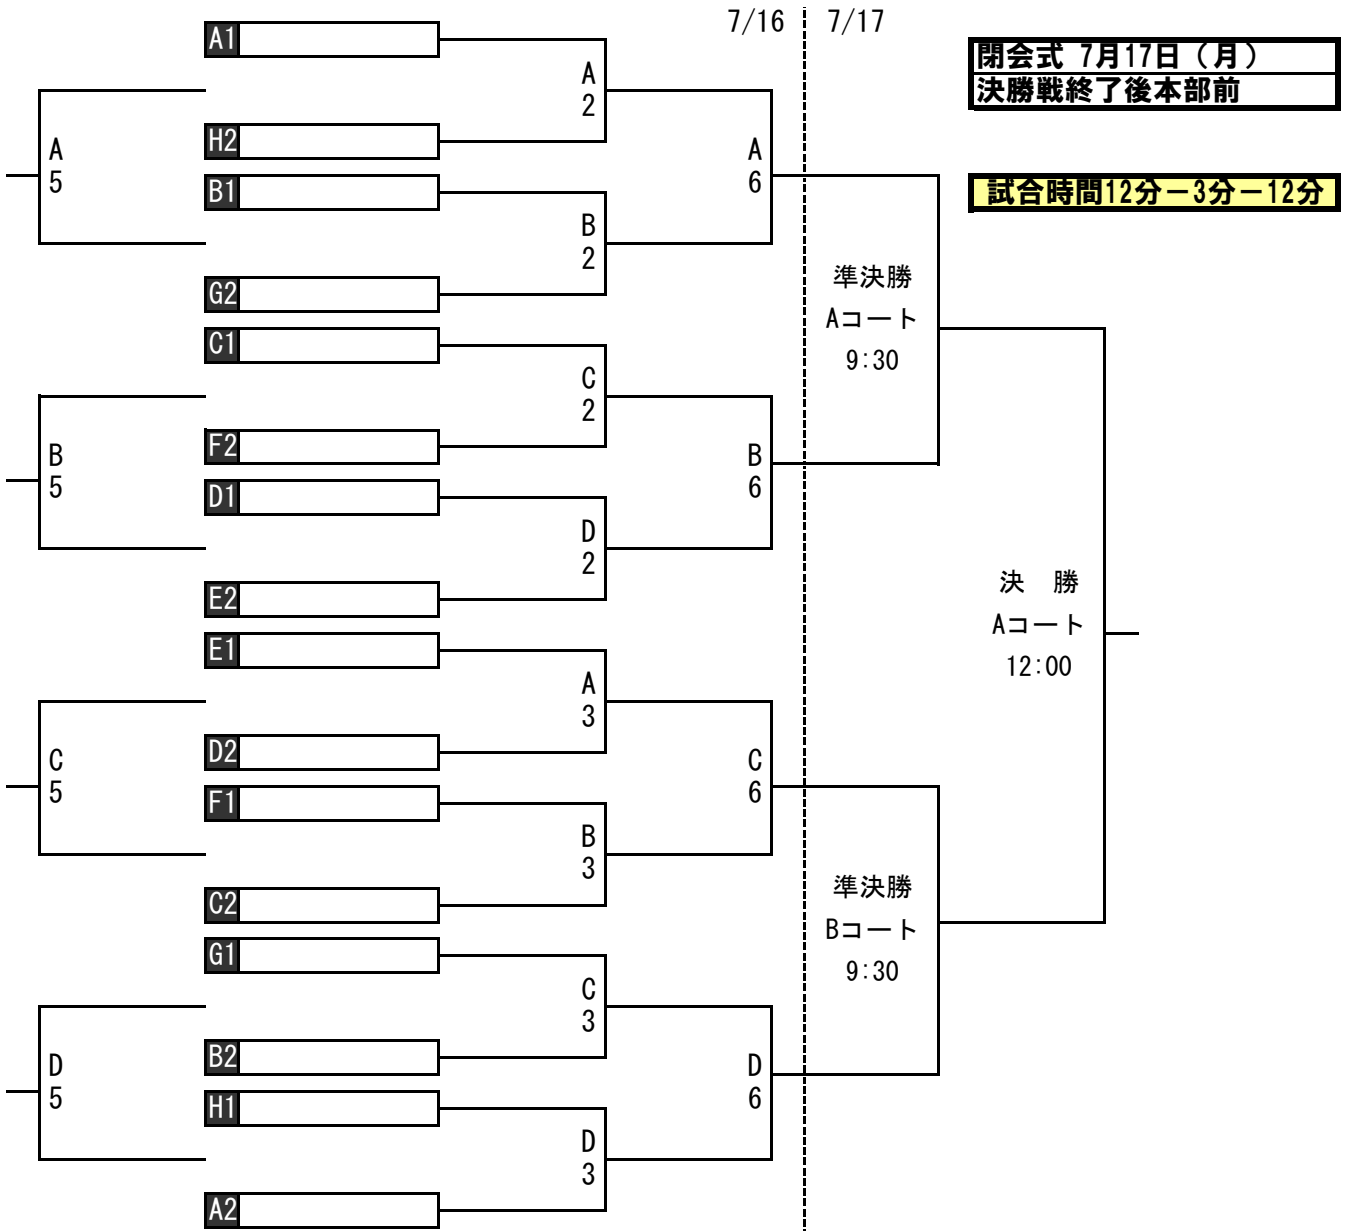 7/16
7/17
閉会式 7月17日（月）
決勝戦終了後本部前
試合時間12分－3分－12分
A1
A
2
H2
A
5
A
6
B1
B
2
G2
準決勝
Aコート
9:30
C1
C
2
F2
B
5
B
6
D1
D
2
E2
決　勝
Aコート
12:00
E1
A
3
D2
C
5
C
6
F1
B
3
C2
準決勝
Bコート
9:30
G1
C
3
B2
D
5
D
6
H1
D
3
A2